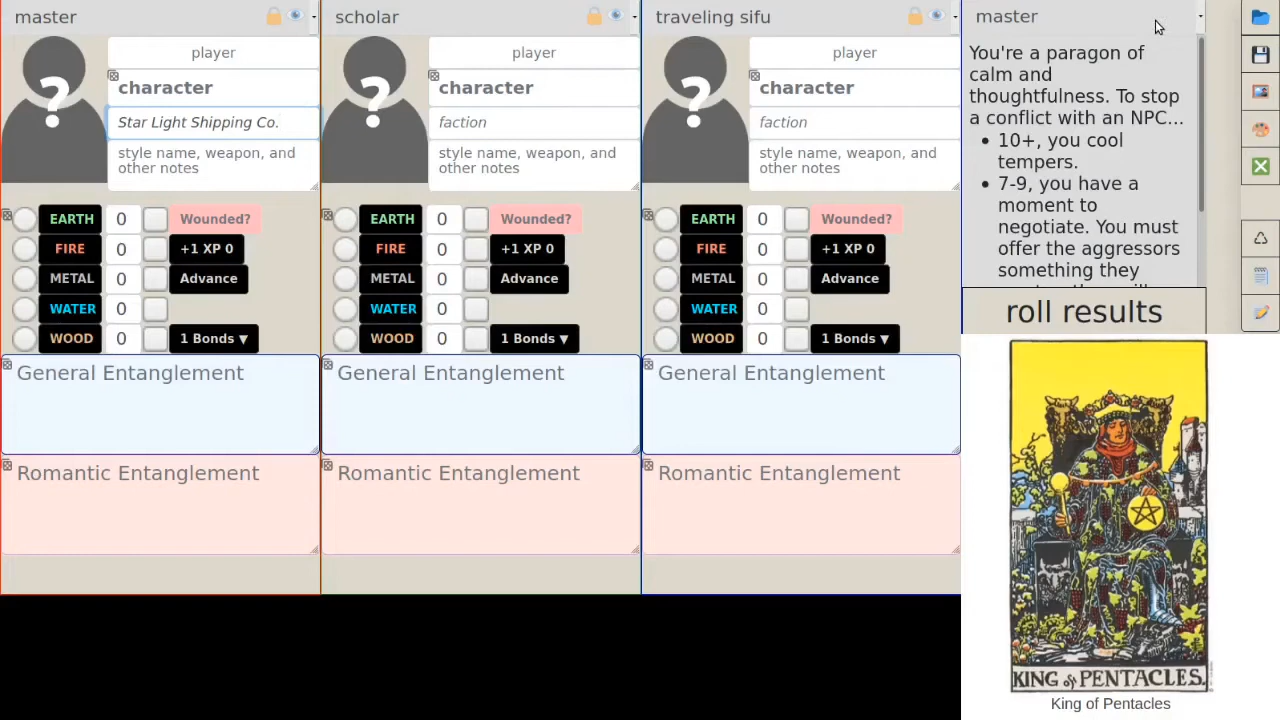 master
player
character
Star Light Shipping Co.
style name, weapon, and
other notes
EARTH 0 Wounded?
FIRE 0 +1 XP 0
METAL 0 Advance
WATER 0
WOOD 0 1 Bonds ▼
General Entanglement
Romantic Entanglement
scholar
player
character
faction
style name, weapon, and
other notes
EARTH 0 Wounded?
FIRE 0 +1 XP 0
METAL 0 Advance
WATER 0
WOOD 0 1 Bonds ▼
General Entanglement
Romantic Entanglement
traveling sifu
player
character
faction
style name, weapon, and
other notes
EARTH 0 Wounded?
FIRE 0 +1 XP 0
METAL 0 Advance
WATER 0
WOOD 0 1 Bonds ▼
General Entanglement
Romantic Entanglement
master
You're a paragon of
calm and
thoughtfulness. To stop
a conflict with an NPC...
• 10+, you cool
tempers.
• 7-9, you have a
moment to
negotiate. You must
offer the aggressors
something they
roll results
KING of PENTACLES.
King of Pentacles